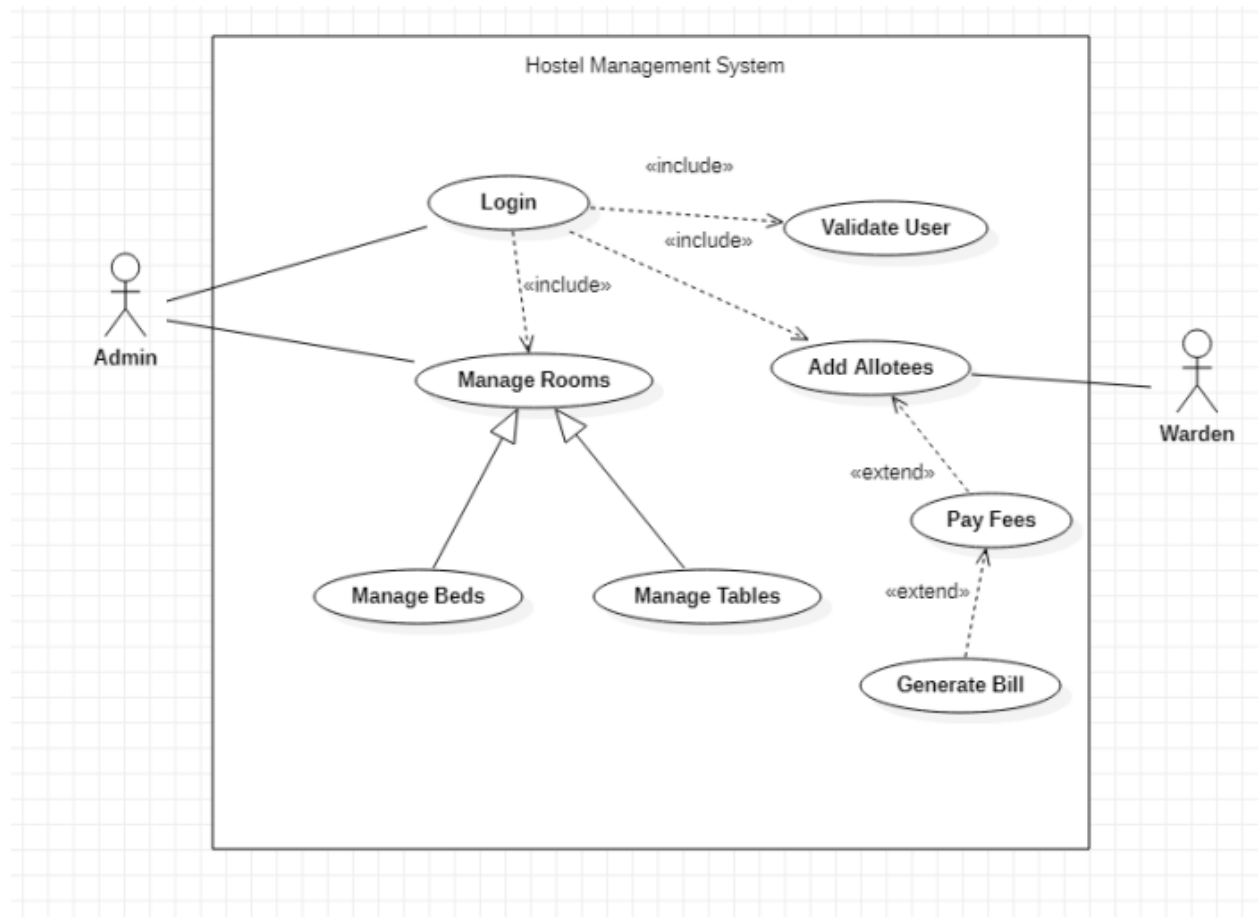 Hostel Management System
«include»
Login
Validate User
«include»
«include»
Admin
Manage Rooms
Add Allotees
Warden
«extend»
Pay Fees
Manage Beds
Manage Tables
«extend»
Generate Bill